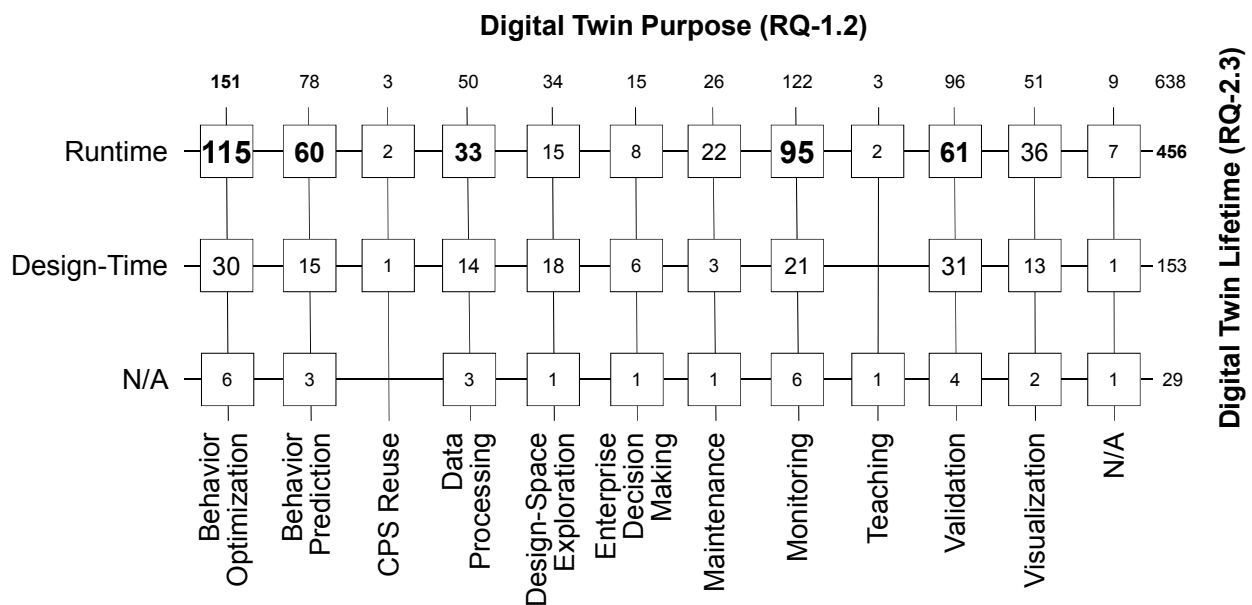 Digital Twin Purpose (RQ-1.2)
151 78 3 50 34 15 26 122 3 96 51 9 638
Runtime 115 60 2 33 15 8 22 95 2 61 36 7 456
Design-Time 30 15 1 14 18 6 3 21 31 13 1 153
N/A 6 3 3 1 1 1 6 1 4 2 1 29
Behavior
Optimization
Behavior
Prediction
CPS Reuse
Data
Processing
Design-Space
Exploration
Enterprise
Decision
Making
Maintenance
Monitoring
Teaching
Validation
Visualization
N/A
Digital Twin Lifetime (RQ-2.3)